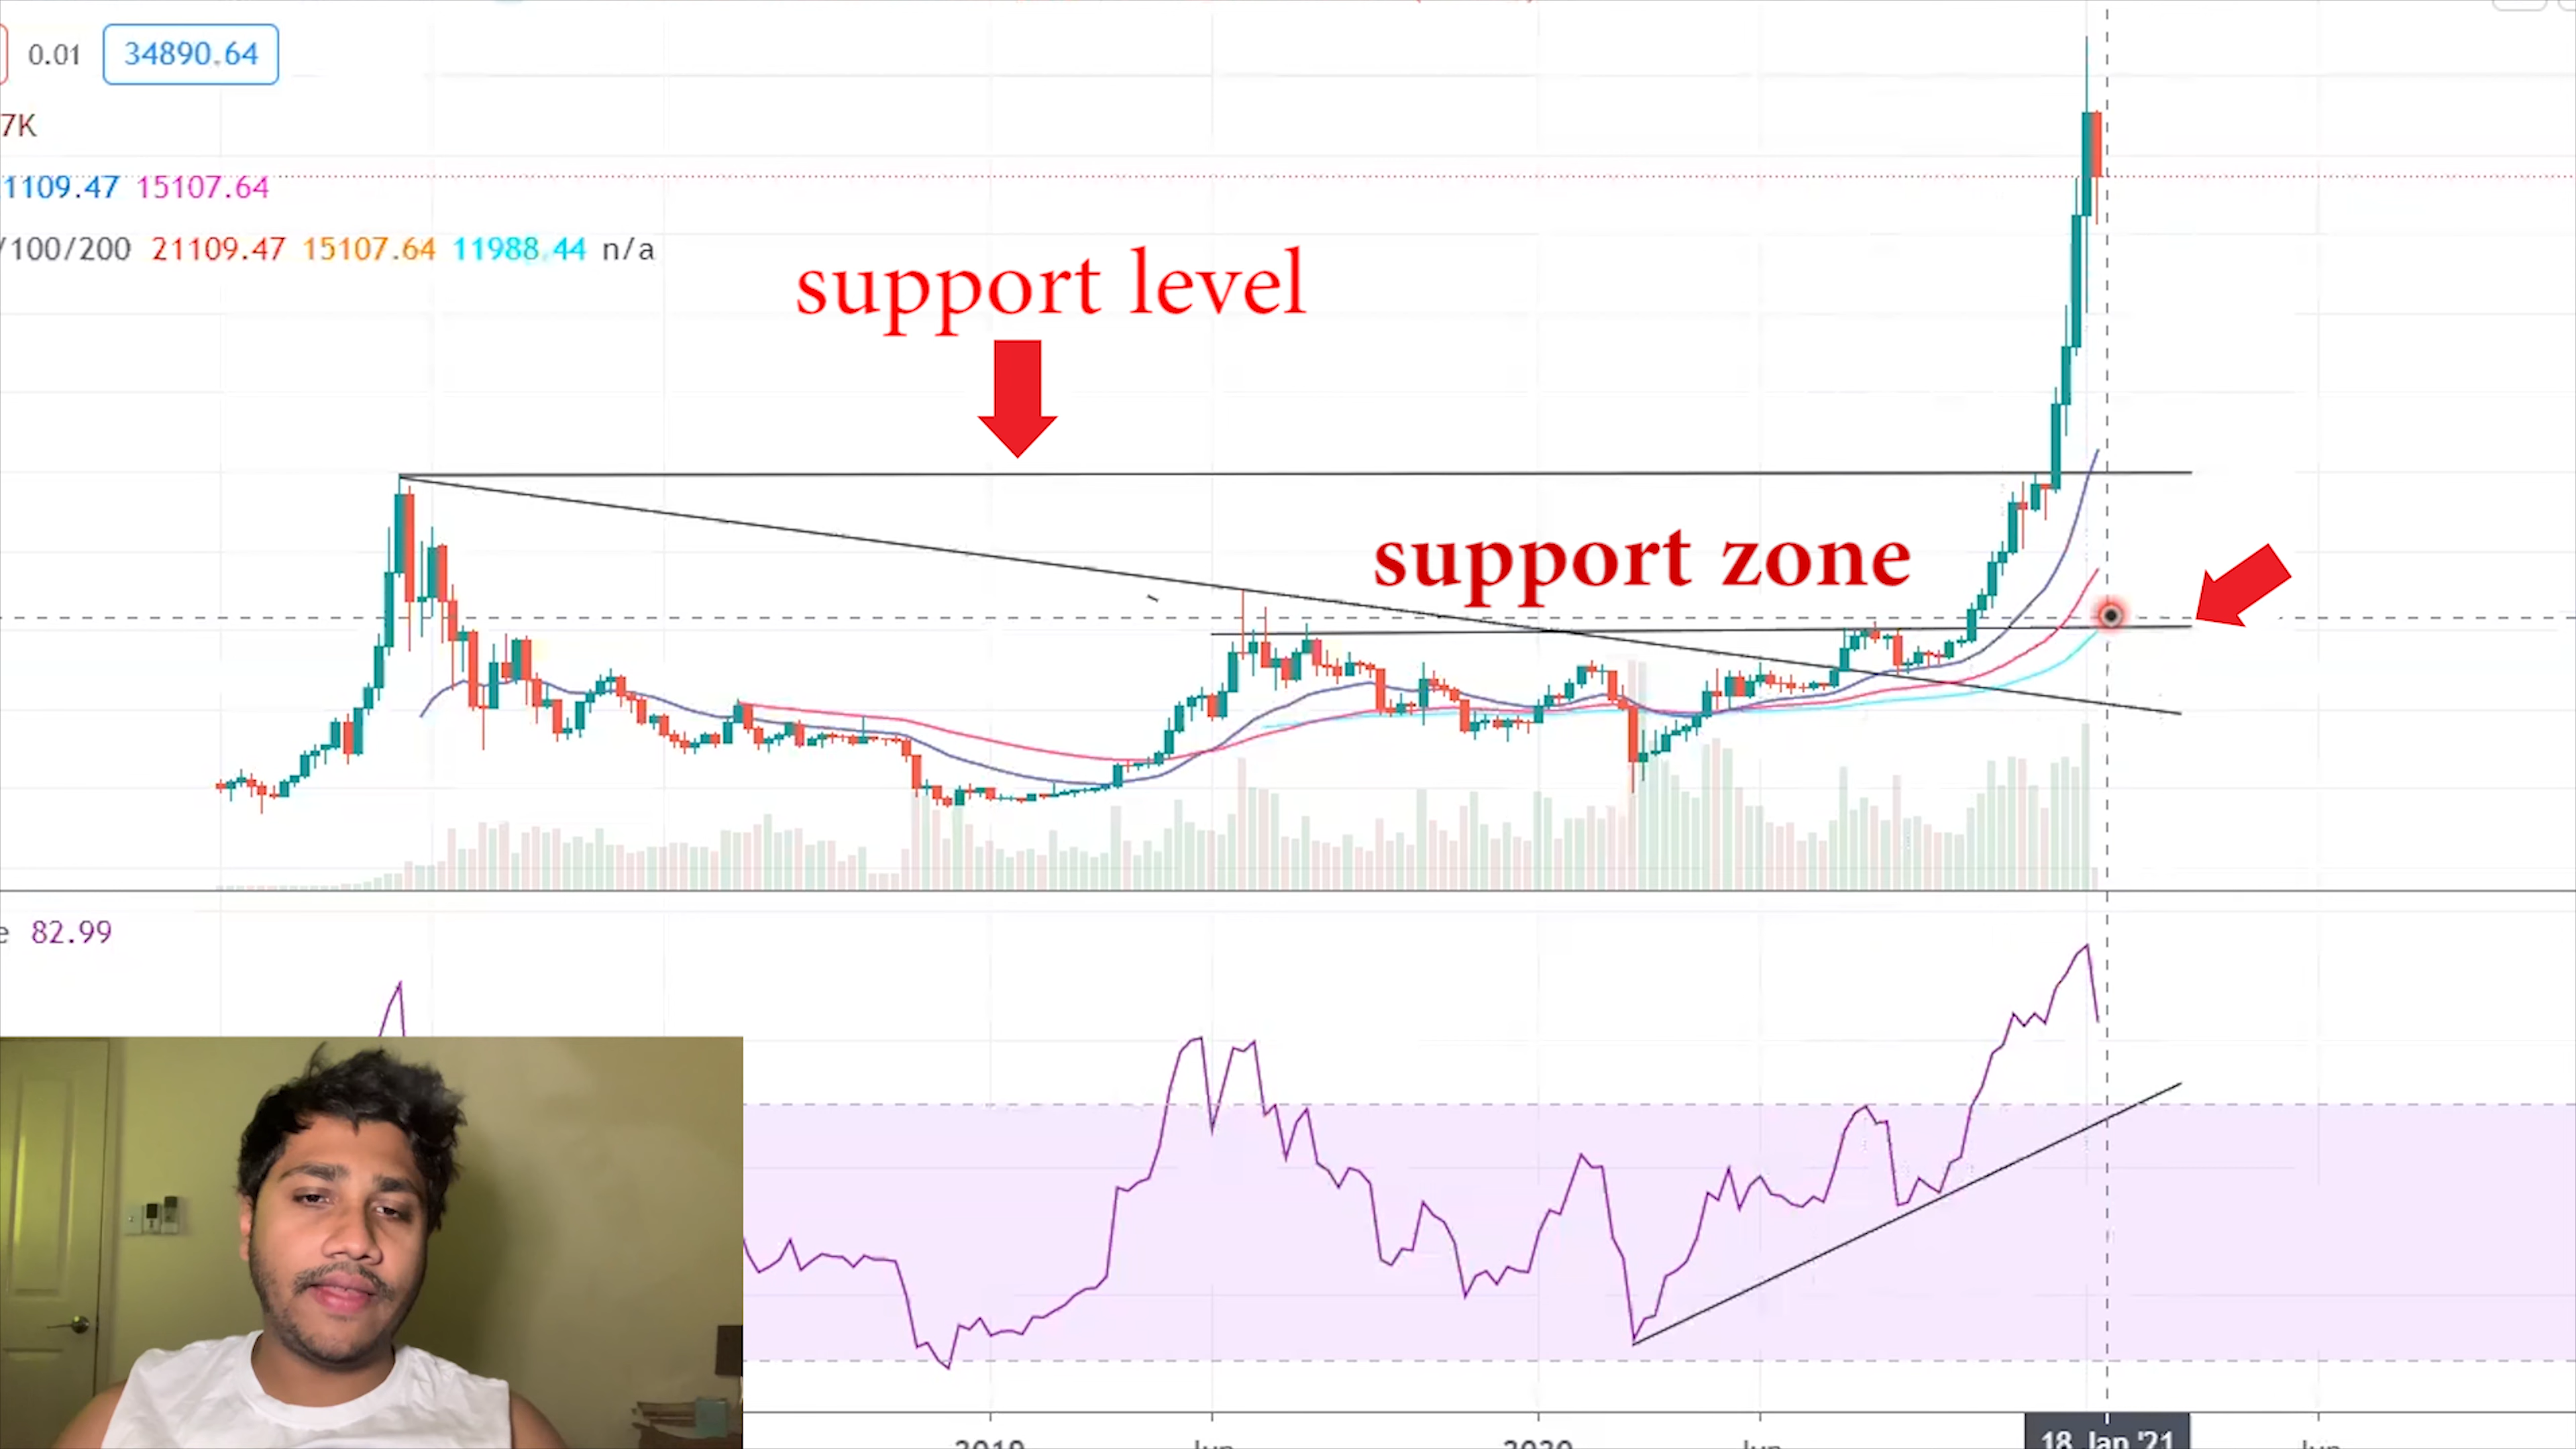 0.01 34890.64
7K
1109.47 15107.64
/100/200 21109.47 15107.64 11988.44 n/a
support level
support zone
e 82.99
2019 Jun 2020 Jun 18 Jan '21 Jun